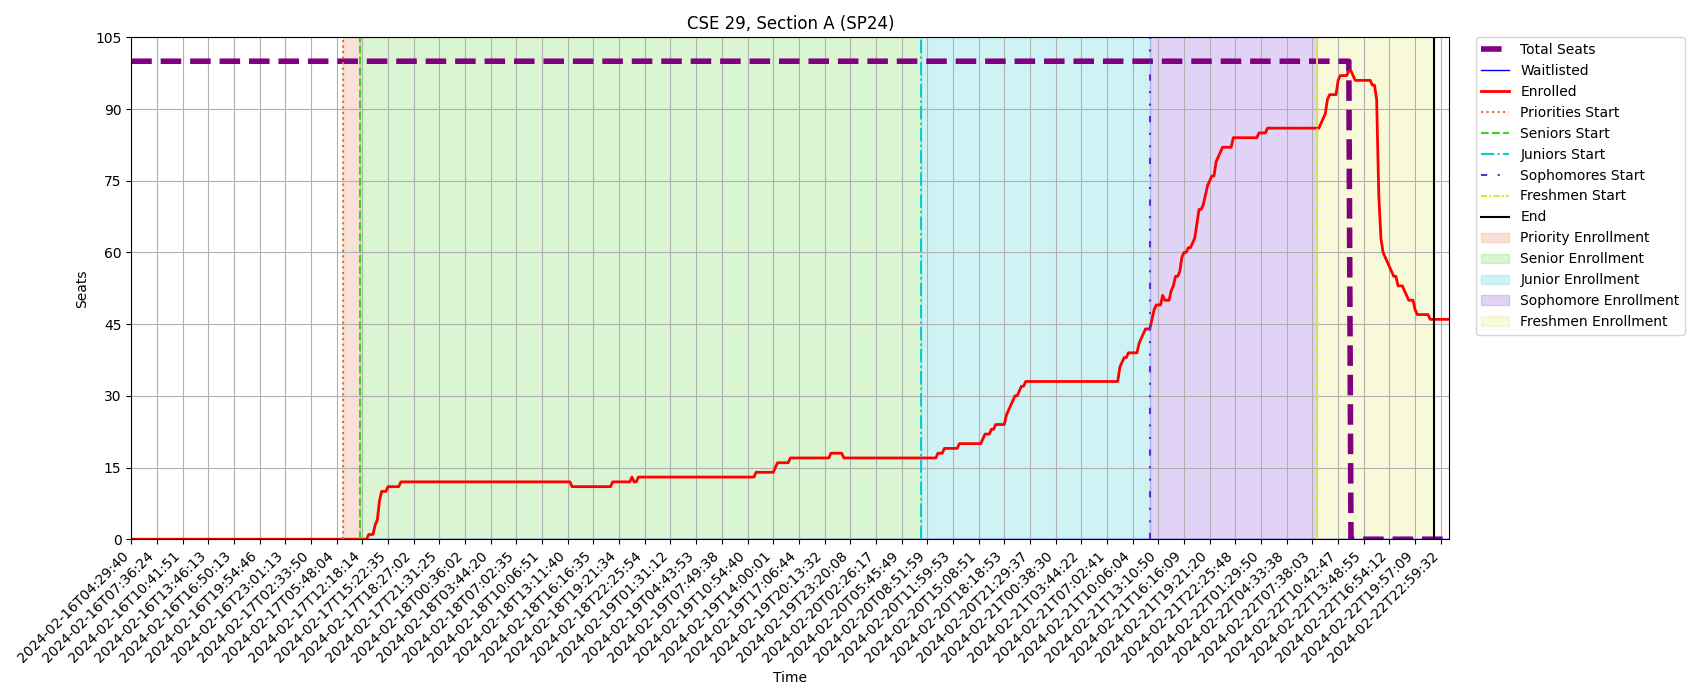 CSE 29, Section A (SP24)
105
90
75
60
45
30
15
0
Seats
2024-02-16T04:29:40
2024-02-16T07:36:24
2024-02-16T10:41:51
2024-02-16T13:46:13
2024-02-16T16:50:13
2024-02-16T19:54:46
2024-02-16T23:01:13
2024-02-17T02:33:50
2024-02-17T05:48:04
2024-02-17T12:18:14
2024-02-17T15:22:35
2024-02-17T18:27:02
2024-02-17T21:31:25
2024-02-18T00:36:02
2024-02-18T03:44:20
2024-02-18T07:02:35
2024-02-18T10:06:51
2024-02-18T13:11:40
2024-02-18T16:16:35
2024-02-18T19:21:34
2024-02-18T22:25:54
2024-02-19T01:31:12
2024-02-19T04:43:53
2024-02-19T07:49:38
2024-02-19T10:54:40
2024-02-19T14:00:01
2024-02-19T17:06:44
2024-02-19T20:13:32
2024-02-19T23:20:08
2024-02-20T02:26:17
2024-02-20T05:45:49
2024-02-20T08:51:59
2024-02-20T11:59:53
2024-02-20T15:08:51
2024-02-20T18:18:53
2024-02-20T21:29:37
2024-02-21T00:38:30
2024-02-21T03:44:22
2024-02-21T07:02:41
2024-02-21T10:06:04
2024-02-21T13:10:50
2024-02-21T16:16:09
2024-02-21T19:21:20
2024-02-21T22:25:48
2024-02-22T01:29:50
2024-02-22T04:33:38
2024-02-22T07:38:03
2024-02-22T10:42:47
2024-02-22T13:48:55
2024-02-22T16:54:12
2024-02-22T19:57:09
2024-02-22T22:59:32
Time
Total Seats
Waitlisted
Enrolled
Priorities Start
Seniors Start
Juniors Start
Sophomores Start
Freshmen Start
End
Priority Enrollment
Senior Enrollment
Junior Enrollment
Sophomore Enrollment
Freshmen Enrollment